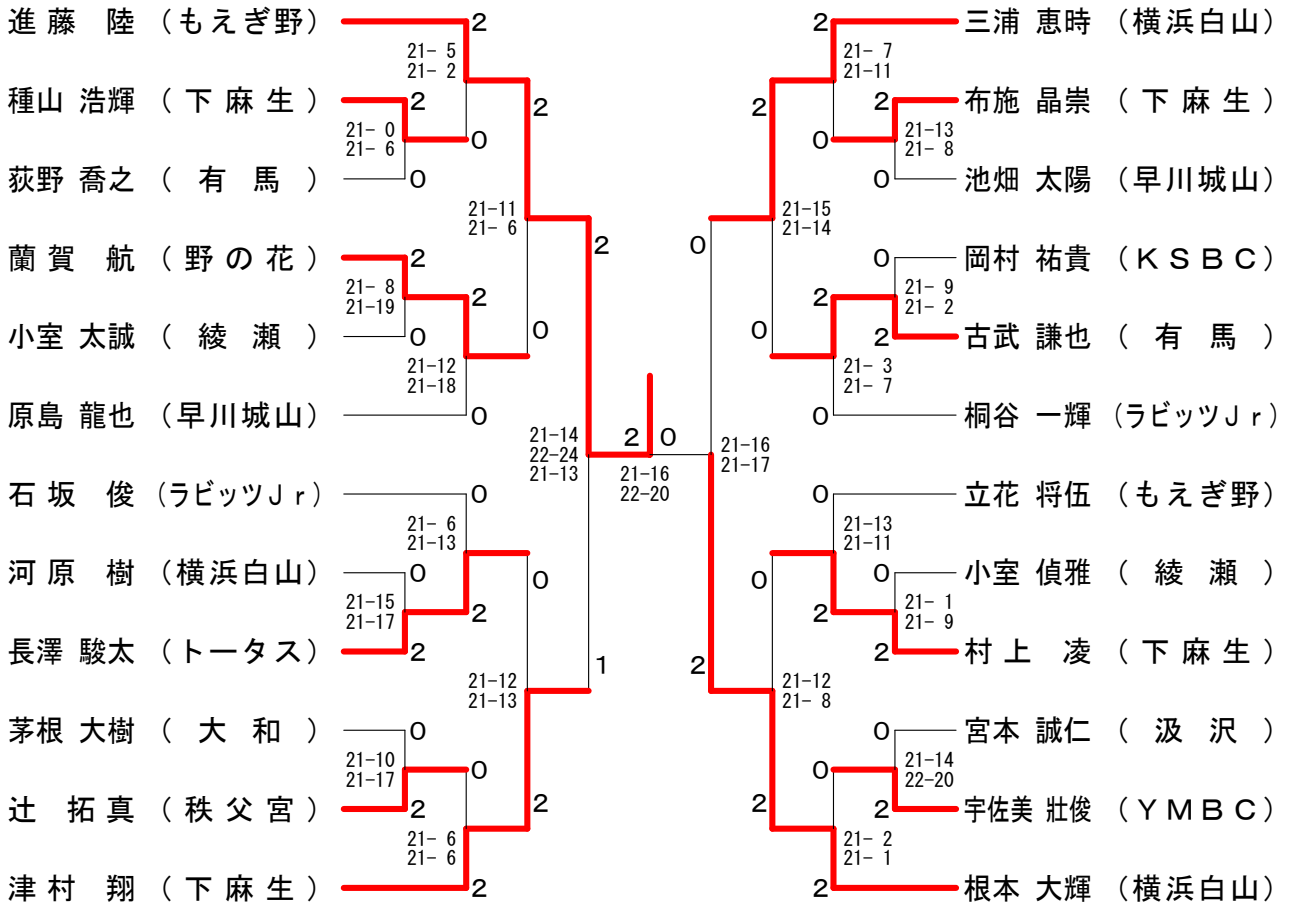 進藤 陸 (もえぎ野) 2 2 三浦 恵時 (横浜白山)
21- 5 21- 7
21- 2 21-11
種山 浩輝 (下麻生) 2 2 2 2 布施 晶崇 (下麻生)
21- 0 0 0 21-13
21- 6 21- 8
荻野 喬之 (有馬) 0 0 池畑 太陽 (早川城山)
21-11 21-15
21- 6 21-14
蘭賀 航 (野の花) 2 2 0 0 岡村 祐貴 (KSBC)
21- 8 2 2 21- 9
21-19 21- 2
小室 太誠 (綾瀬) 0 0 0 2 古武 謙也 (有馬)
21-12 21- 3
21-18 21- 7
原島 龍也 (早川城山) 0 0 桐谷 一輝 (ラビッツJr)
21-14 2 0 21-16
22-24 21-17
21-13 21-16
22-20
石坂 俊 (ラビッツJr) 0 0 立花 将伍 (もえぎ野)
21- 6 21-13
21-13 21-11
河原 樹 (横浜白山) 0 0 0 0 小室 偵雅 (綾瀬)
21-15 2 2 21- 1
21-17 21- 9
長澤 駿太 (トータス) 2 1 2 2 村上 凌 (下麻生)
21-12 21-12
21-13 21- 8
茅根 大樹 (大和) 0 0 宮本 誠仁 (汲沢)
21-10 0 0 21-14
21-17 22-20
辻 拓真 (秩父宮) 2 2 2 2 宇佐美 壯俊 (YMBC)
21- 6 21- 2
21- 6 21- 1
津村 翔 (下麻生) 2 2 根本 大輝 (横浜白山)